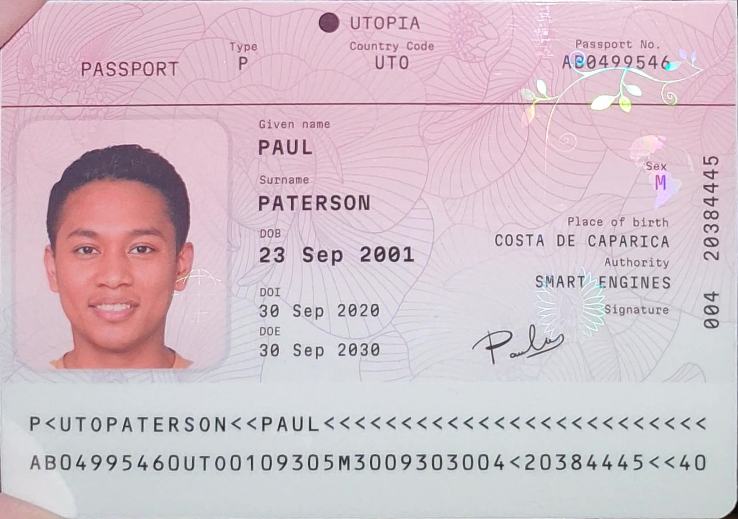 UTOPIA
PASSPORT
Type
P
Country Code
UTO
Passport No.
AB0499546
Given name
PAUL
Surname
PATERSON
DOB
23 Sep 2001
DOI
30 Sep 2020
DOE
30 Sep 2030
Sex
M
Place of birth
COSTA DE CAPARICA
Authority
SMART ENGINES
Signature
Paulus
004 20384445
P<UTOPATERSON<<PAUL<<<<<<<<<<<<<<<<<<<<<<<<<
AB04995460UTO0109305M3009303004<20384445<<40